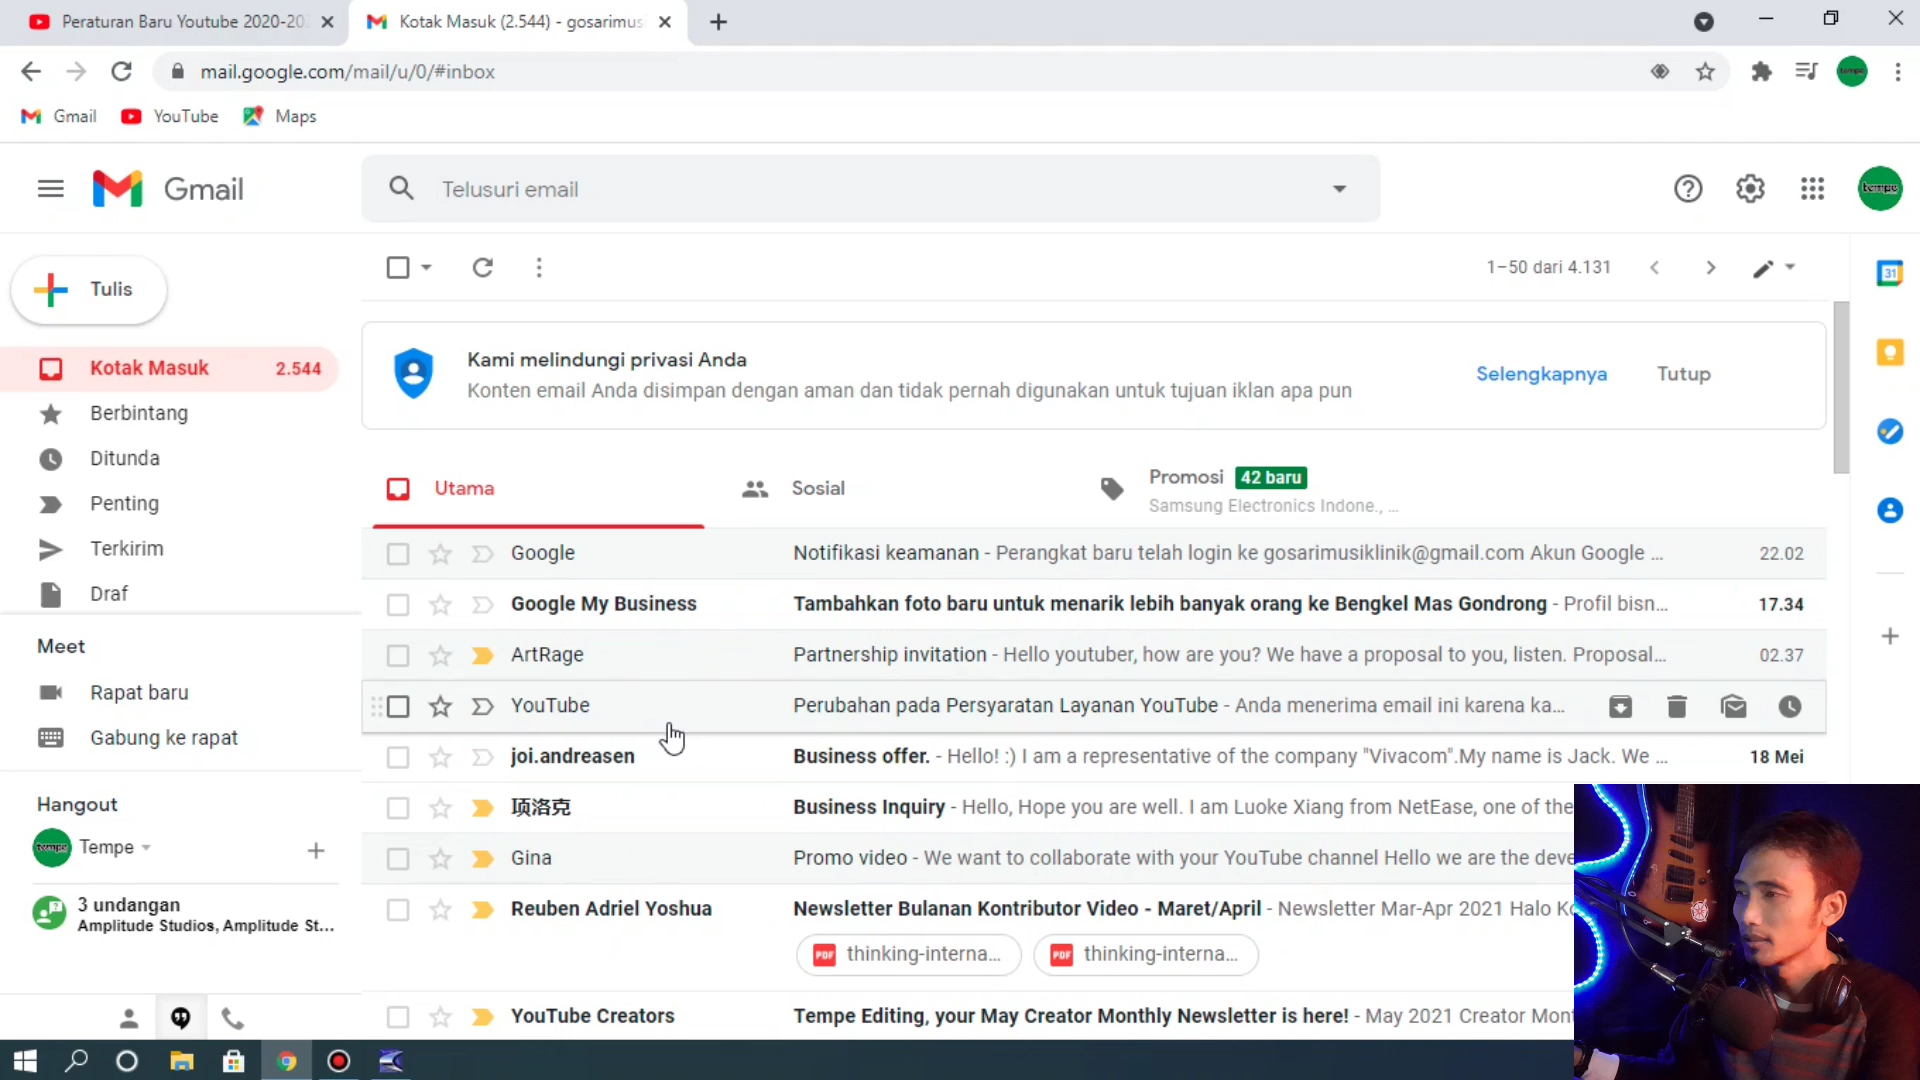 Peraturan Baru Youtube 2020-20
Kotak Masuk (2.544) - gosarimus
mail.google.com/mail/u/0/#inbox
tempe
Gmail
YouTube
Maps
Gmail
Telusuri email
tempe
Tulis
1–50 dari 4.131
31
Kami melindungi privasi Anda
Konten email Anda disimpan dengan aman dan tidak pernah digunakan untuk tujuan iklan apa pun
Selengkapnya
Tutup
Kotak Masuk 2.544
Berbintang
Ditunda
Penting
Terkirim
Draf
Meet
Rapat baru
Gabung ke rapat
Hangout
tempe
Tempe
3 undangan
Amplitude Studios, Amplitude St...
Utama
Sosial
Promosi 42 baru
Samsung Electronics Indone., ...
Google Notifikasi keamanan - Perangkat baru telah login ke gosarimusiklinik@gmail.com Akun Google ... 22.02
Google My Business Tambahkan foto baru untuk menarik lebih banyak orang ke Bengkel Mas Gondrong - Profil bisn... 17.34
ArtRage Partnership invitation - Hello youtuber, how are you? We have a proposal to you, listen. Proposal... 02.37
YouTube Perubahan pada Persyaratan Layanan YouTube - Anda menerima email ini karena ka...
joi.andreasen Business offer. - Hello! :) I am a representative of the company "Vivacom".My name is Jack. We ... 18 Mei
项洛克 Business Inquiry - Hello, Hope you are well. I am Luoke Xiang from NetEase, one of the
Gina Promo video - We want to collaborate with your YouTube channel Hello we are the deve
Reuben Adriel Yoshua Newsletter Bulanan Kontributor Video - Maret/April - Newsletter Mar-Apr 2021 Halo Ko
PDF thinking-interna...
PDF thinking-interna...
YouTube Creators Tempe Editing, your May Creator Monthly Newsletter is here! - May 2021 Creator Mont